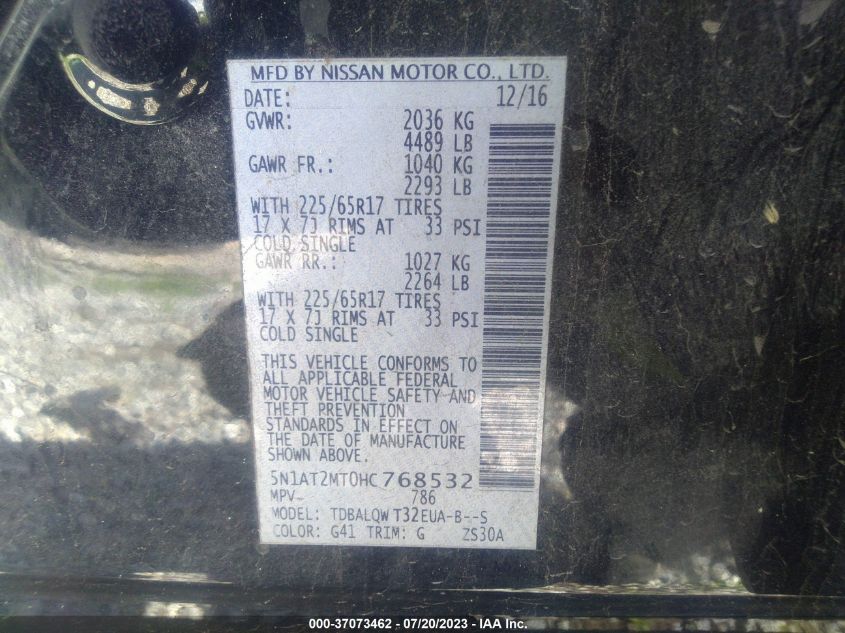 MFD BY NISSAN MOTOR CO., LTD.
DATE: 12/16
GVWR: 2036 KG
4489 LB
GAWR FR.: 1040 KG
2293 LB
WITH 225/65R17 TIRES
17 X 7J RIMS AT 33 PSI
COLD SINGLE
GAWR RR.: 1027 KG
2264 LB
WITH 225/65R17 TIRES
17 X 7J RIMS AT 33 PSI
COLD SINGLE
THIS VEHICLE CONFORMS TO
ALL APPLICABLE FEDERAL
MOTOR VEHICLE SAFETY AND
THEFT PREVENTION
STANDARDS IN EFFECT ON
THE DATE OF MANUFACTURE
SHOWN ABOVE.
5N1AT2MT0HC768532
MPV- 786
MODEL: TDBALQWT32EUA-B--S
COLOR: G41 TRIM: G ZS30A
000-37073462 - 07/20/2023 - IAA Inc.